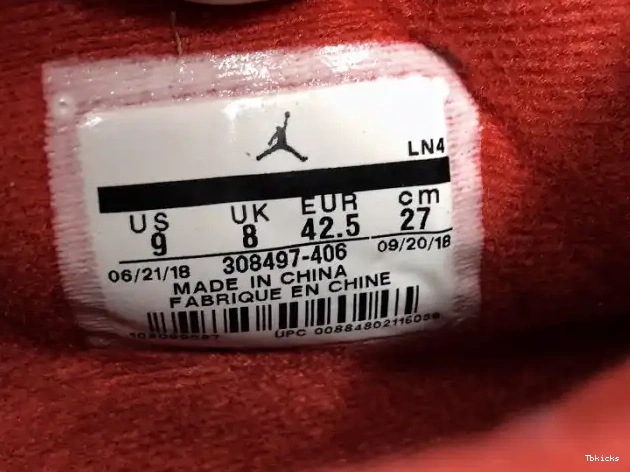 LN4
US UK EUR cm
9 8 42.5 27
06/21/18 308497-406 09/20/18
MADE IN CHINA
FABRIQUE EN CHINE
UPC
Tbkicks